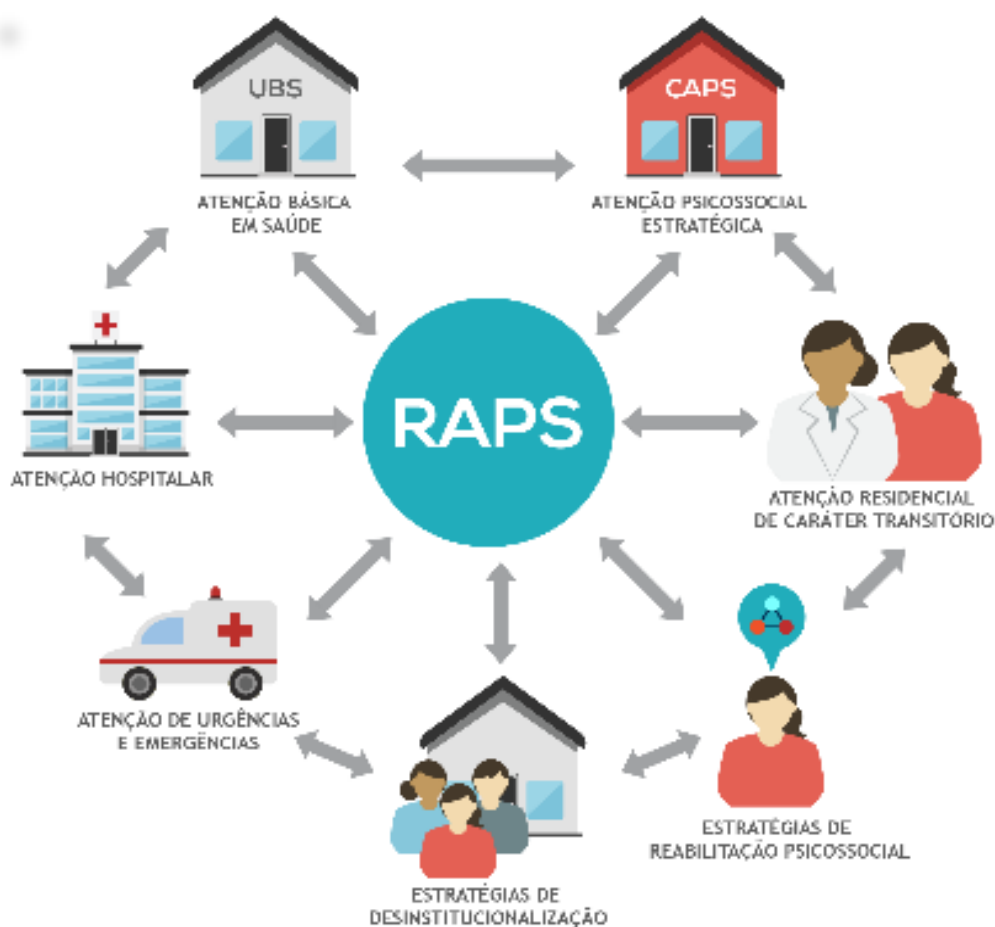 UBS
CAPS
ATENÇÃO BÁSICA
EM SAÚDE
ATENÇÃO PSICOSSOCIAL
ESTRATÉGICA
RAPS
ATENÇÃO HOSPITALAR
ATENÇÃO RESIDENCIAL
DE CARÁTER TRANSITÓRIO
ATENÇÃO DE URGÊNCIAS
E EMERGÊNCIAS
ESTRATÉGIAS DE
REABILITAÇÃO PSICOSSOCIAL
ESTRATÉGIAS DE
DESINSTITUCIONALIZAÇÃO